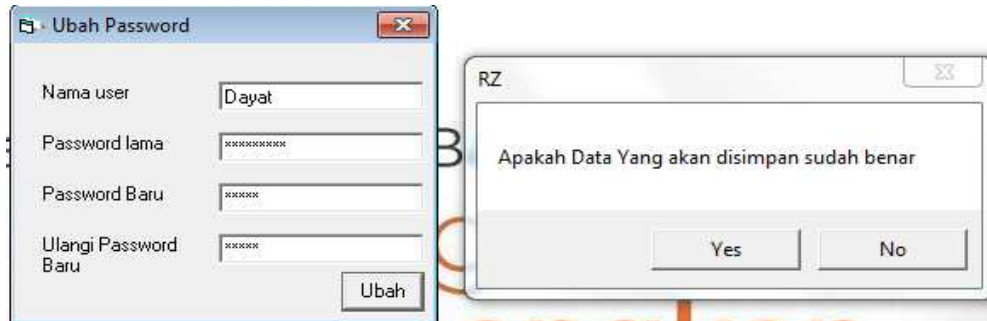 Ubah Password
Nama user
Dayat
Password lama
*********
Password Baru
*****
Ulangi Password
Baru
*****
Ubah
RZ
Apakah Data Yang akan disimpan sudah benar
Yes
No